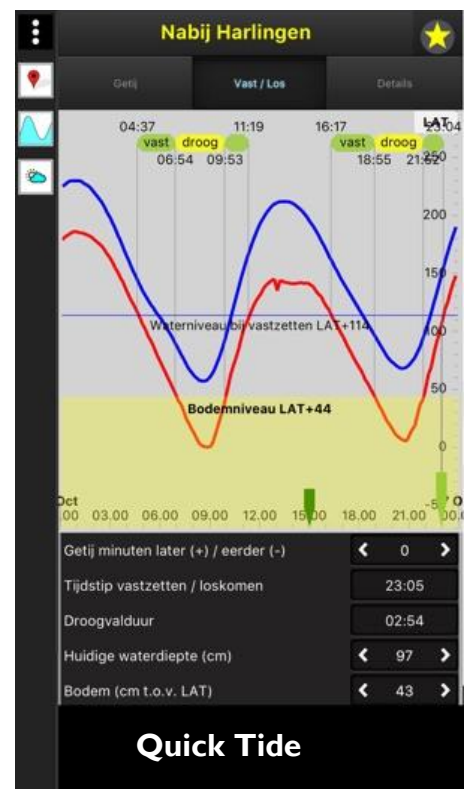 Nabij Harlingen
Getij Vast / Los Details
LAT
04:37 11:19 16:17 23:04
vast droog vast droog
06:54 09:53 18:55
250
200
150
Waterniveau bij vastzetten LAT+114
100
50
Bodemniveau LAT+44
0
Oct
03.00 06.00 09.00 12.00 15.00 18.00 21.00
Getij minuten later (+) / eerder (-) 0
Tijdstip vastzetten / loskomen 23:05
Droogvalduur 02:54
Huidige waterdiepte (cm) 97
Bodem (cm t.o.v. LAT) 43
Quick Tide